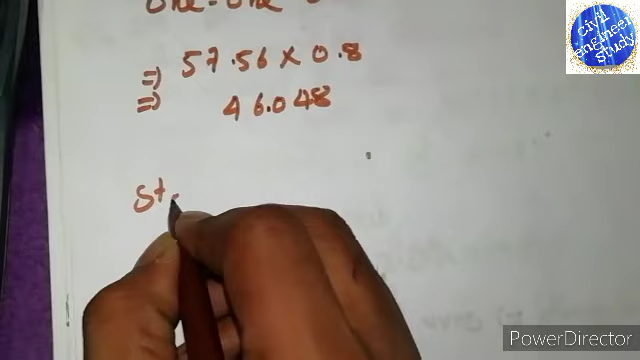 => 57.56 × 0.8
=> 46.048
St
civil
engineer
study
PowerDirector